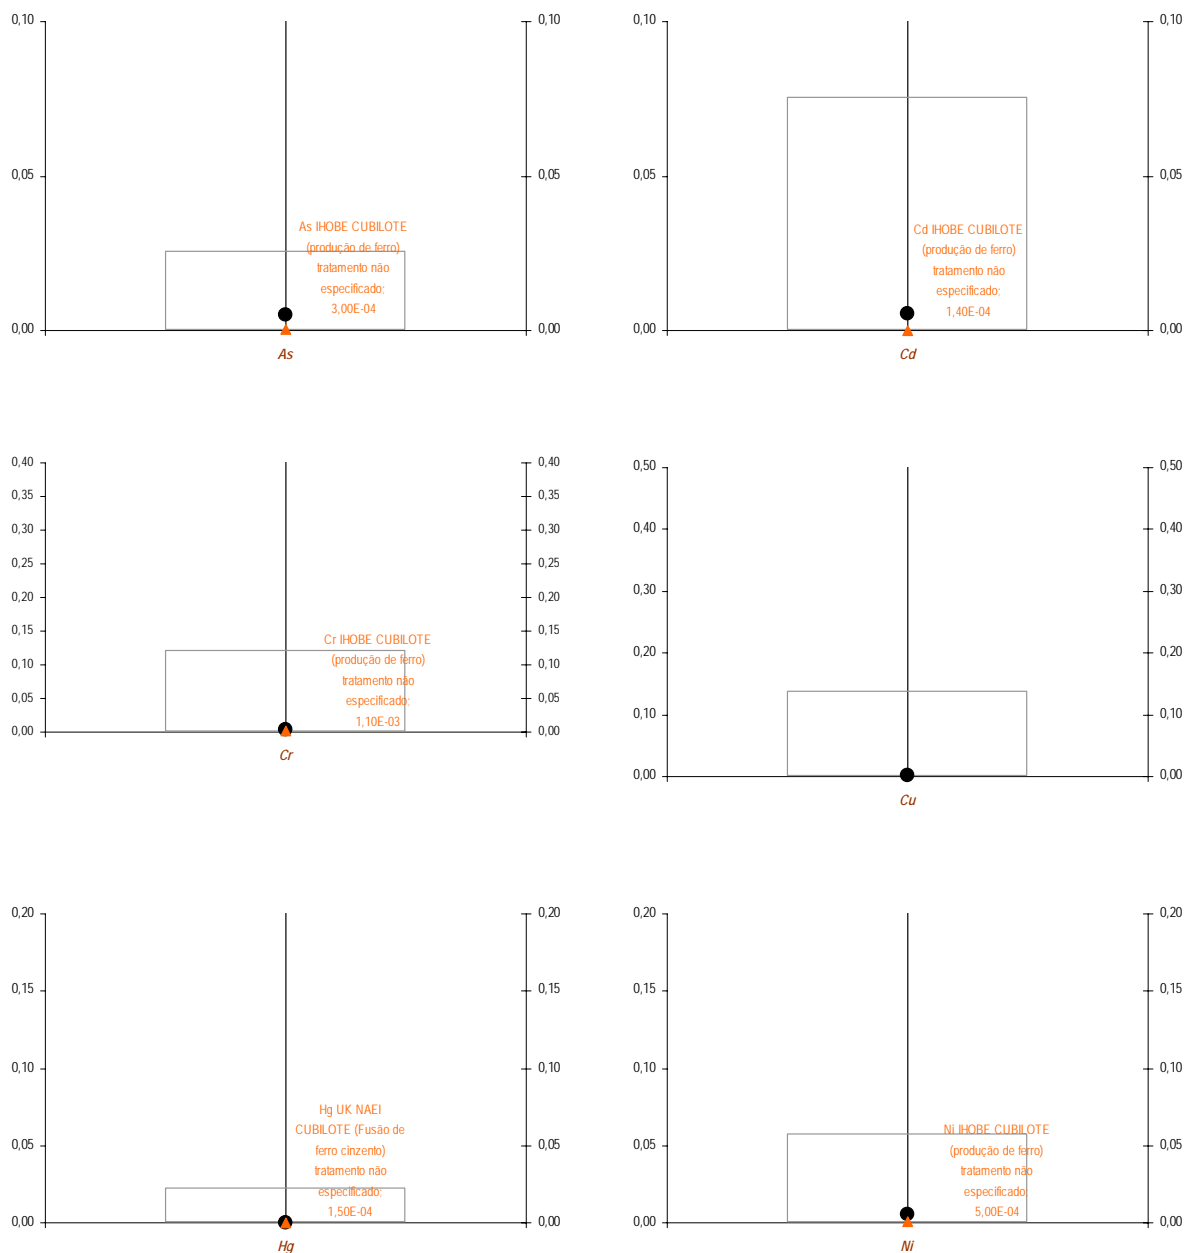 0,10
0,05
0,00
As IHOBE CUBILOTE
(produção de ferro)
tratamento não
especificado:
3,00E-04
0,10
0,05
0,00
As
0,10
0,05
0,00
Cd IHOBE CUBILOTE
(produção de ferro)
tratamento não
especificado:
1,40E-04
0,10
0,05
0,00
Cd
0,40
0,35
0,30
0,25
0,20
0,15
0,10
0,05
0,00
Cr IHOBE CUBILOTE
(produção de ferro)
tratamento não
especificado:
1,10E-03
0,40
0,35
0,30
0,25
0,20
0,15
0,10
0,05
0,00
Cr
0,50
0,40
0,30
0,20
0,10
0,00
0,50
0,40
0,30
0,20
0,10
0,00
Cu
0,20
0,15
0,10
0,05
0,00
Hg UK NAEI
CUBILOTE (Fusão de
ferro cinzento)
tratamento não
especificado:
1,50E-04
0,20
0,15
0,10
0,05
0,00
Hg
0,20
0,15
0,10
0,05
0,00
Ni IHOBE CUBILOTE
(produção de ferro)
tratamento não
especificado:
5,00E-04
0,20
0,15
0,10
0,05
0,00
Ni